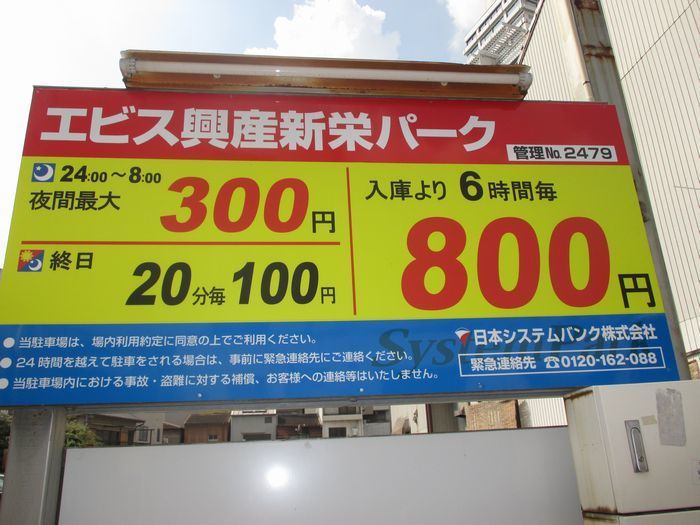 エビス興産新栄パーク
管理No.2479
24:00〜8:00
夜間最大 300円
終日
20分毎 100円
入庫より 6時間毎
800円
● 当駐車場は、場内利用約定に同意の上でご利用ください。
● 24時間を越えて駐車をされる場合は、事前に緊急連絡先にご連絡ください。
● 当駐車場内における事故・盗難に対する補償、お客様への連絡等はいたしません。
日本システムバンク株式会社
緊急連絡先 ☎0120-162-088